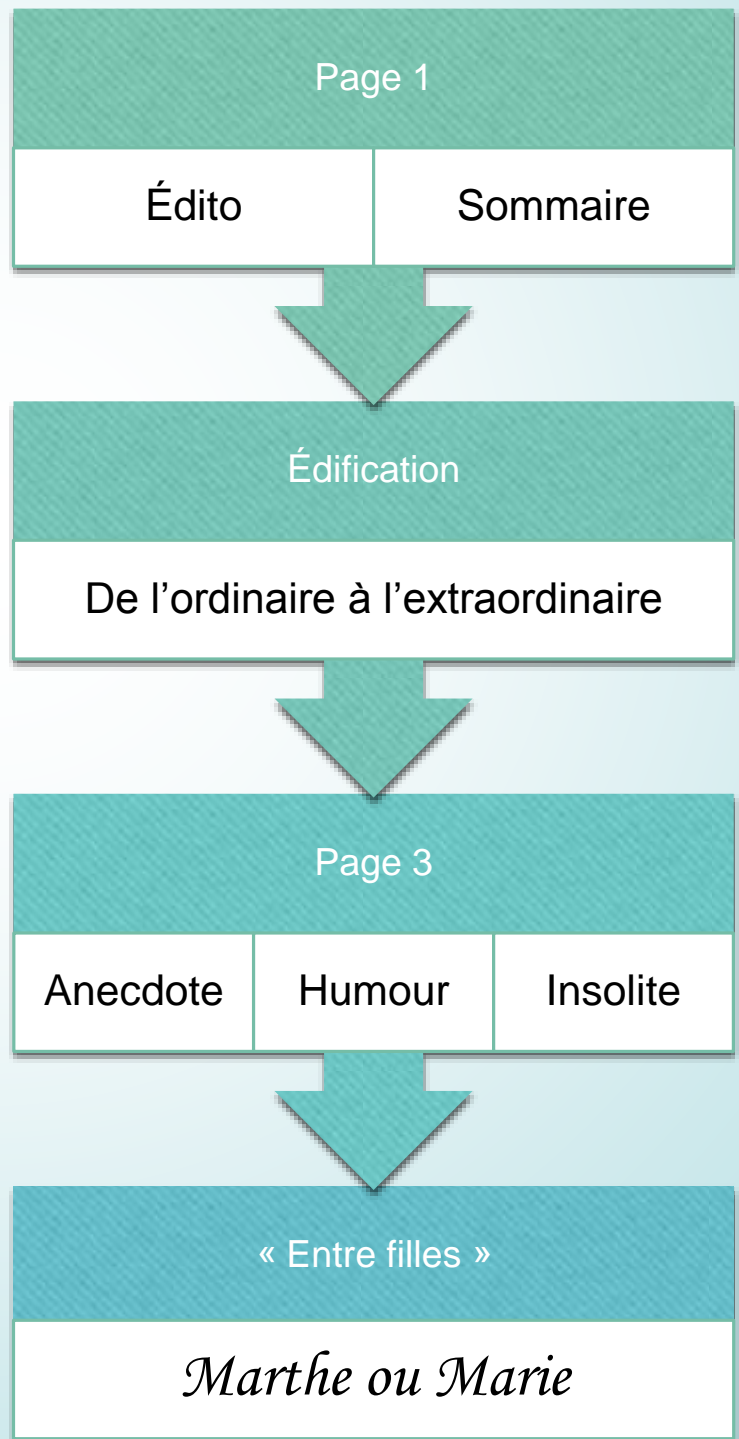 Page 1
Édito Sommaire
Édification
De l’ordinaire à l’extraordinaire
Page 3
Anecdote Humour Insolite
« Entre filles »
Marthe ou Marie